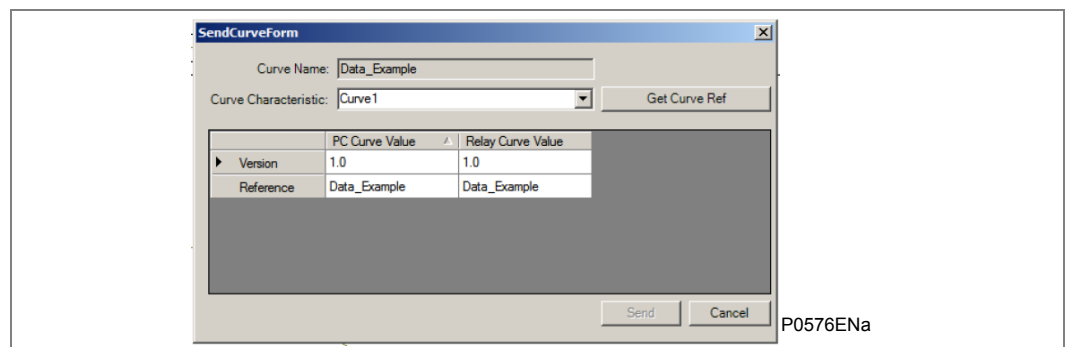 SendCurveForm
Curve Name: Data_Example
Curve Characteristic: Curve1 Get Curve Ref
PC Curve Value Relay Curve Value
Version 1.0 1.0
Reference Data_Example Data_Example
Send Cancel
P0576ENa